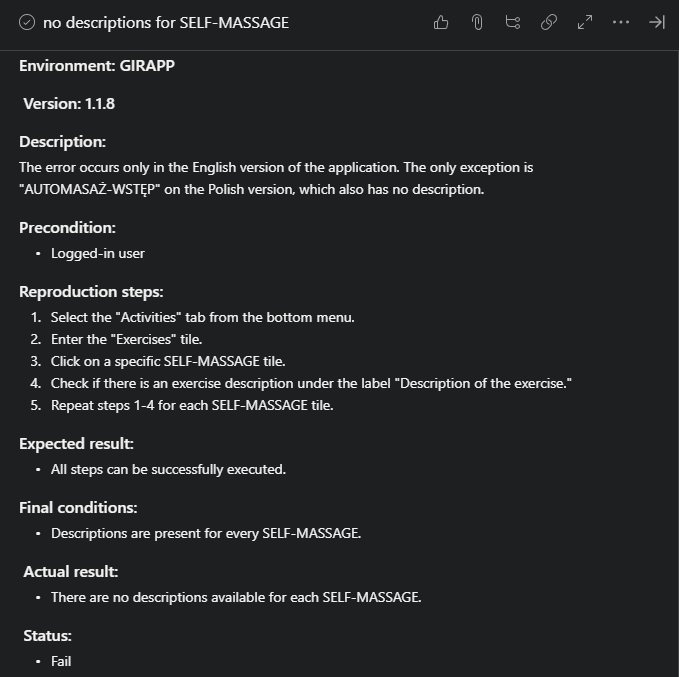 no descriptions for SELF-MASSAGE
Environment: GIRAPP
Version: 1.1.8
Description:
The error occurs only in the English version of the application. The only exception is
"AUTOMASAŻ-WSTĘP" on the Polish version, which also has no description.
Precondition:
• Logged-in user
Reproduction steps:
1. Select the "Activities" tab from the bottom menu.
2. Enter the "Exercises" tile.
3. Click on a specific SELF-MASSAGE tile.
4. Check if there is an exercise description under the label "Description of the exercise."
5. Repeat steps 1-4 for each SELF-MASSAGE tile.
Expected result:
• All steps can be successfully executed.
Final conditions:
• Descriptions are present for every SELF-MASSAGE.
Actual result:
• There are no descriptions available for each SELF-MASSAGE.
Status:
• Fail